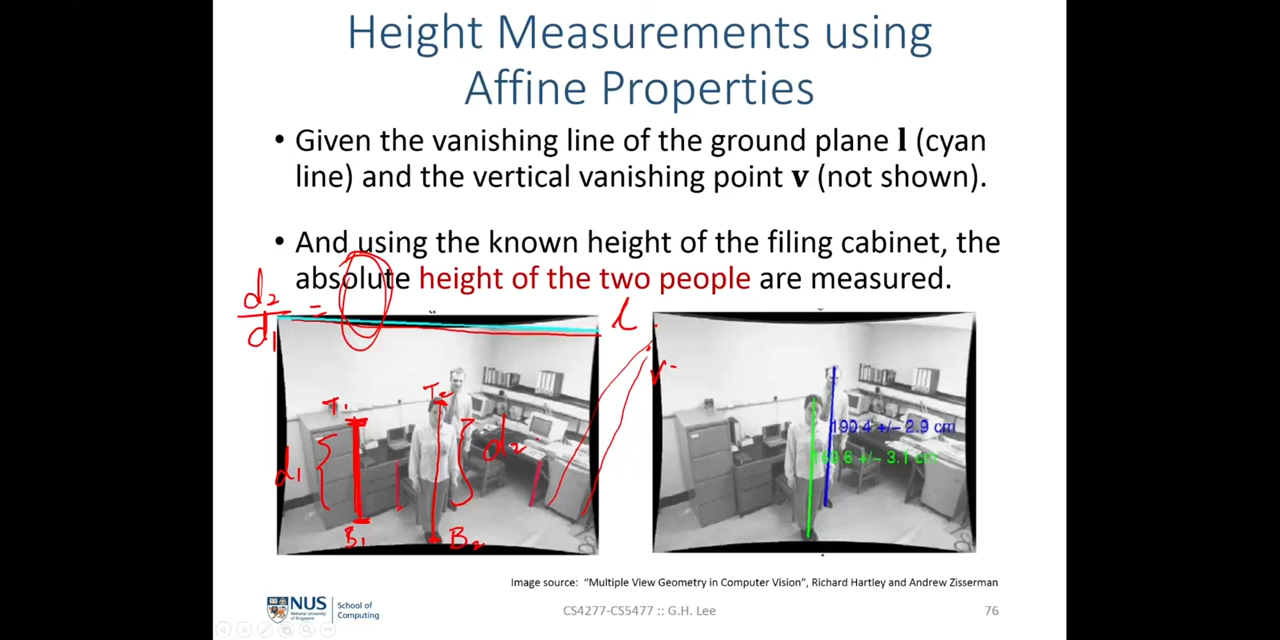 Height Measurements using
Affine Properties
• Given the vanishing line of the ground plane l (cyan
line) and the vertical vanishing point v (not shown).
• And using the known height of the filing cabinet, the
absolute height of the two people are measured.
d2
d1 =
l
v
T1
T2
d1
d2
B1
B2
190.4 +/- 2.9 cm
+/- 3.1 cm
Image source: “Multiple View Geometry in Computer Vision”, Richard Hartley and Andrew Zisserman
NUS
National University
of Singapore
School of
Computing
CS4277-CS5477 :: G.H. Lee
76